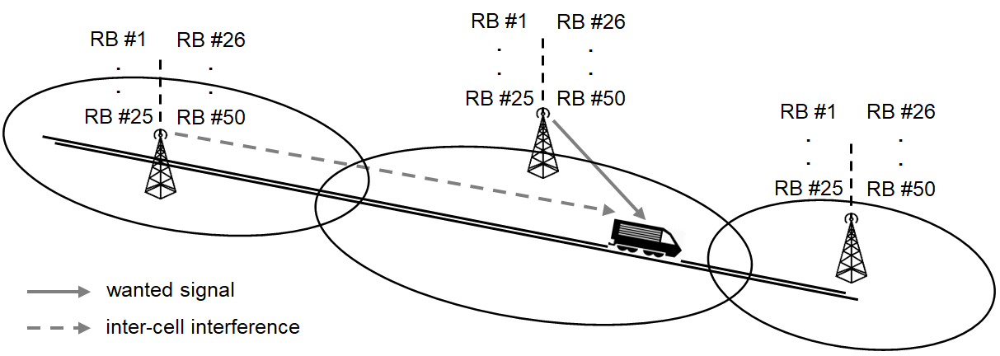 RB #1 RB #26
. .
. .
RB #25 RB #50
RB #1 RB #26
. .
. .
RB #25 RB #50
RB #1 RB #26
. .
. .
RB #25 RB #50
wanted signal
inter-cell interference